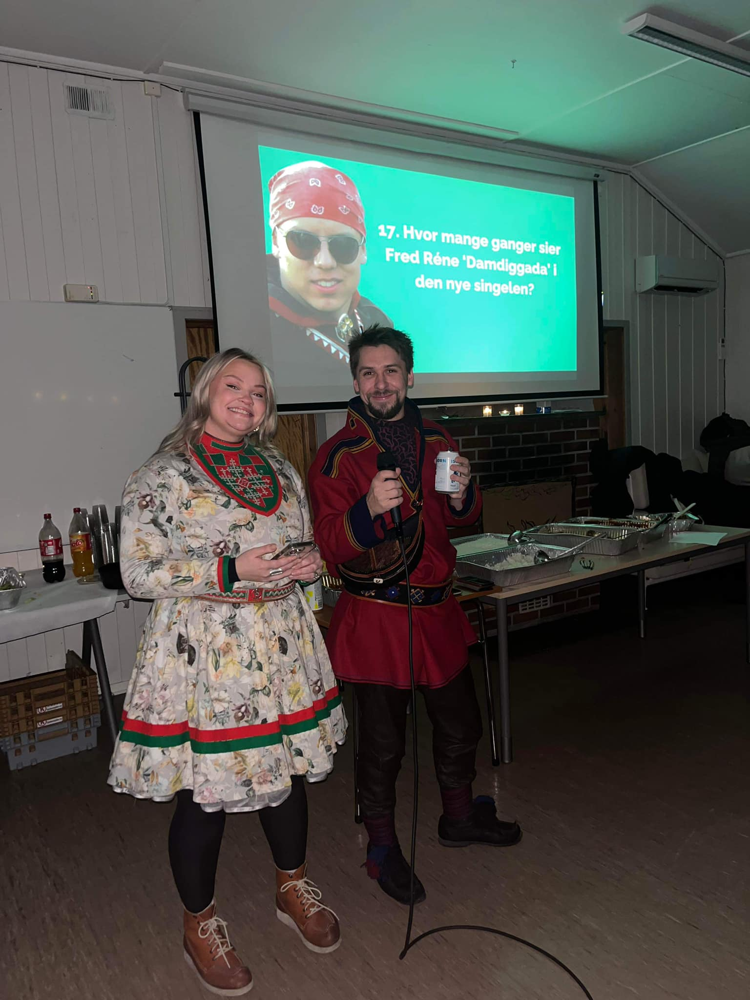 17. Hvor mange ganger sier
Fred Réne 'Damdiggada' i
den nye singelen?